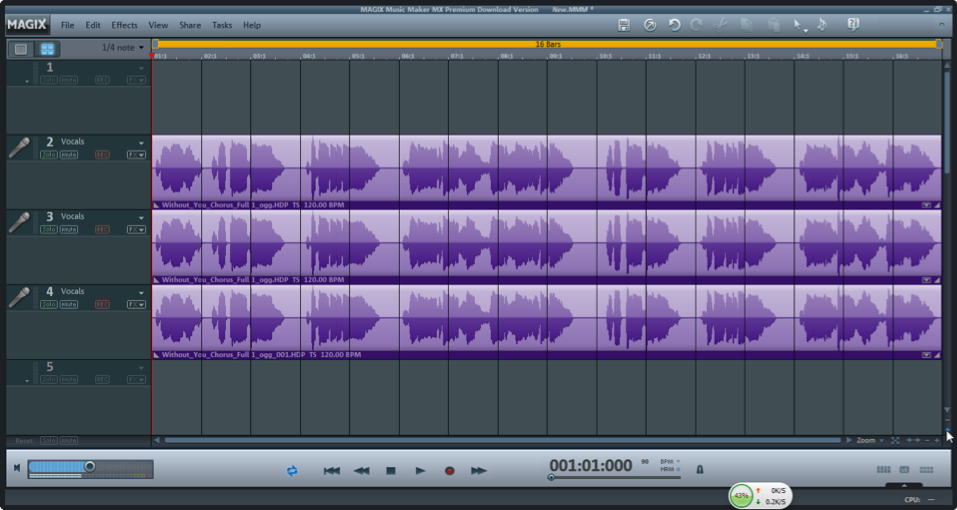 MAGIX Music Maker MX Premium Download Version New.MMM *
MAGIX File Edit Effects View Share Tasks Help
1/4 note
16 Bars
01:1 02:1 03:1 04:1 05:1 06:1 07:1 08:1 09:1 10:1 11:1 12:1 13:1 14:1 15:1 16:1
1
Solo Mute REC FX
2 Vocals
Solo Mute REC FX
Without_You_Chorus_Full 1_ogg.HDP TS 120.00 BPM
3 Vocals
Solo Mute REC FX
Without_You_Chorus_Full 1_ogg.HDP TS 120.00 BPM
4 Vocals
Solo Mute REC FX
Without_You_Chorus_Full 1_ogg_001.HDP TS 120.00 BPM
5
Solo Mute REC FX
Reset: Solo Mute
Zoom
001:01:000
90 BPM
43%
0K/S
0.2K/S
CPU: —